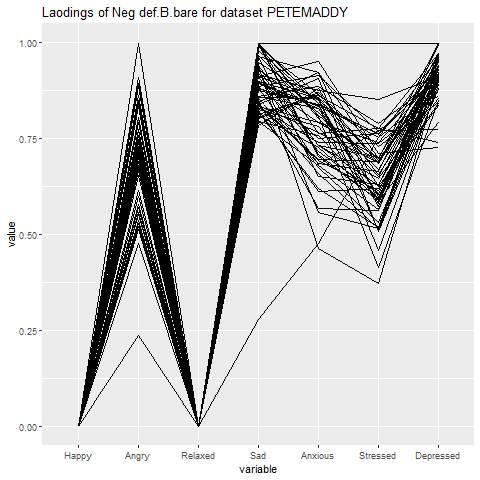 Laodings of Neg def.B.bare for dataset PETEMADDY
1.00
0.75
0.50
0.25
0.00
value
Happy Angry Relaxed Sad Anxious Stressed Depressed
variable